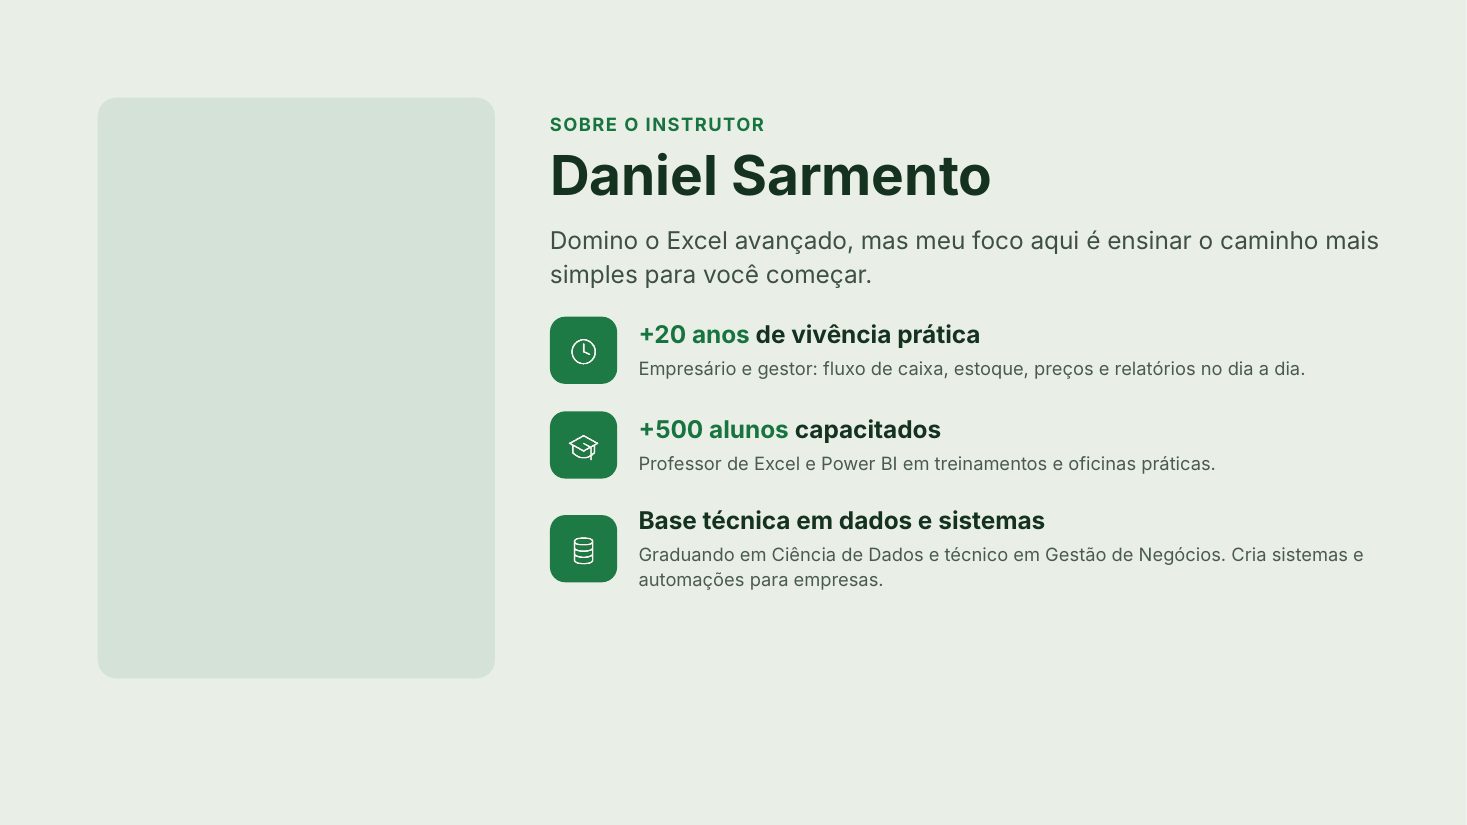 SOBRE O INSTRUTOR
Daniel Sarmento
Domino o Excel avançado, mas meu foco aqui é ensinar o caminho mais
simples para você começar.
+20 anos de vivência prática
Empresário e gestor: fluxo de caixa, estoque, preços e relatórios no dia a dia.
+500 alunos capacitados
Professor de Excel e Power BI em treinamentos e oficinas práticas.
Base técnica em dados e sistemas
Graduando em Ciência de Dados e técnico em Gestão de Negócios. Cria sistemas e
automações para empresas.